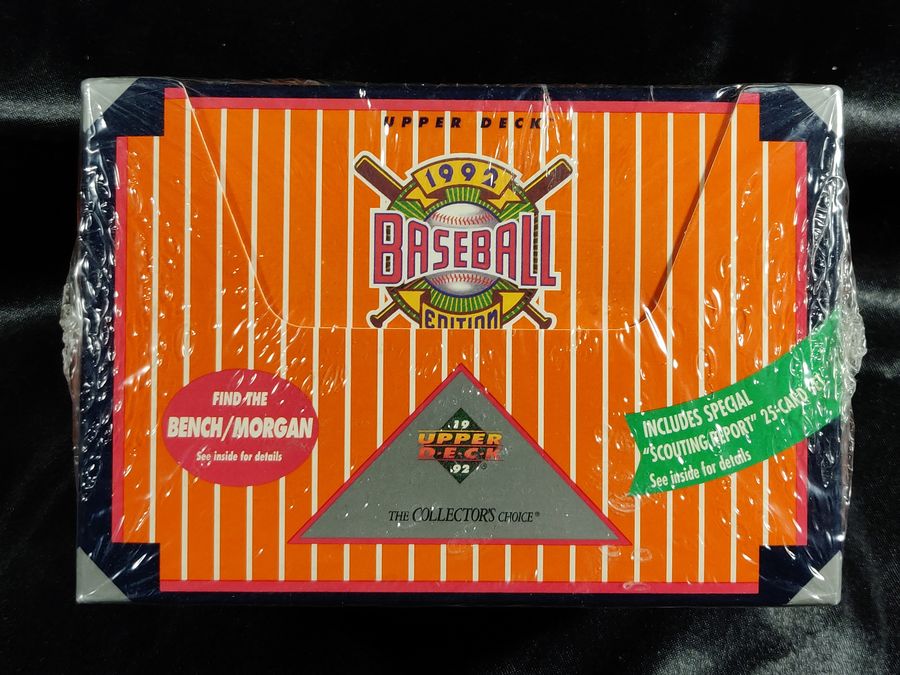 UPPER DECK
1992
BASEBALL
EDITION
FIND THE
BENCH/MORGAN
See inside for details
INCLUDES SPECIAL
"SCOUTING REPORT" 25-CARD SET
See inside for details
19
UPPER
D·E·C·K
92
THE COLLECTOR'S CHOICE®